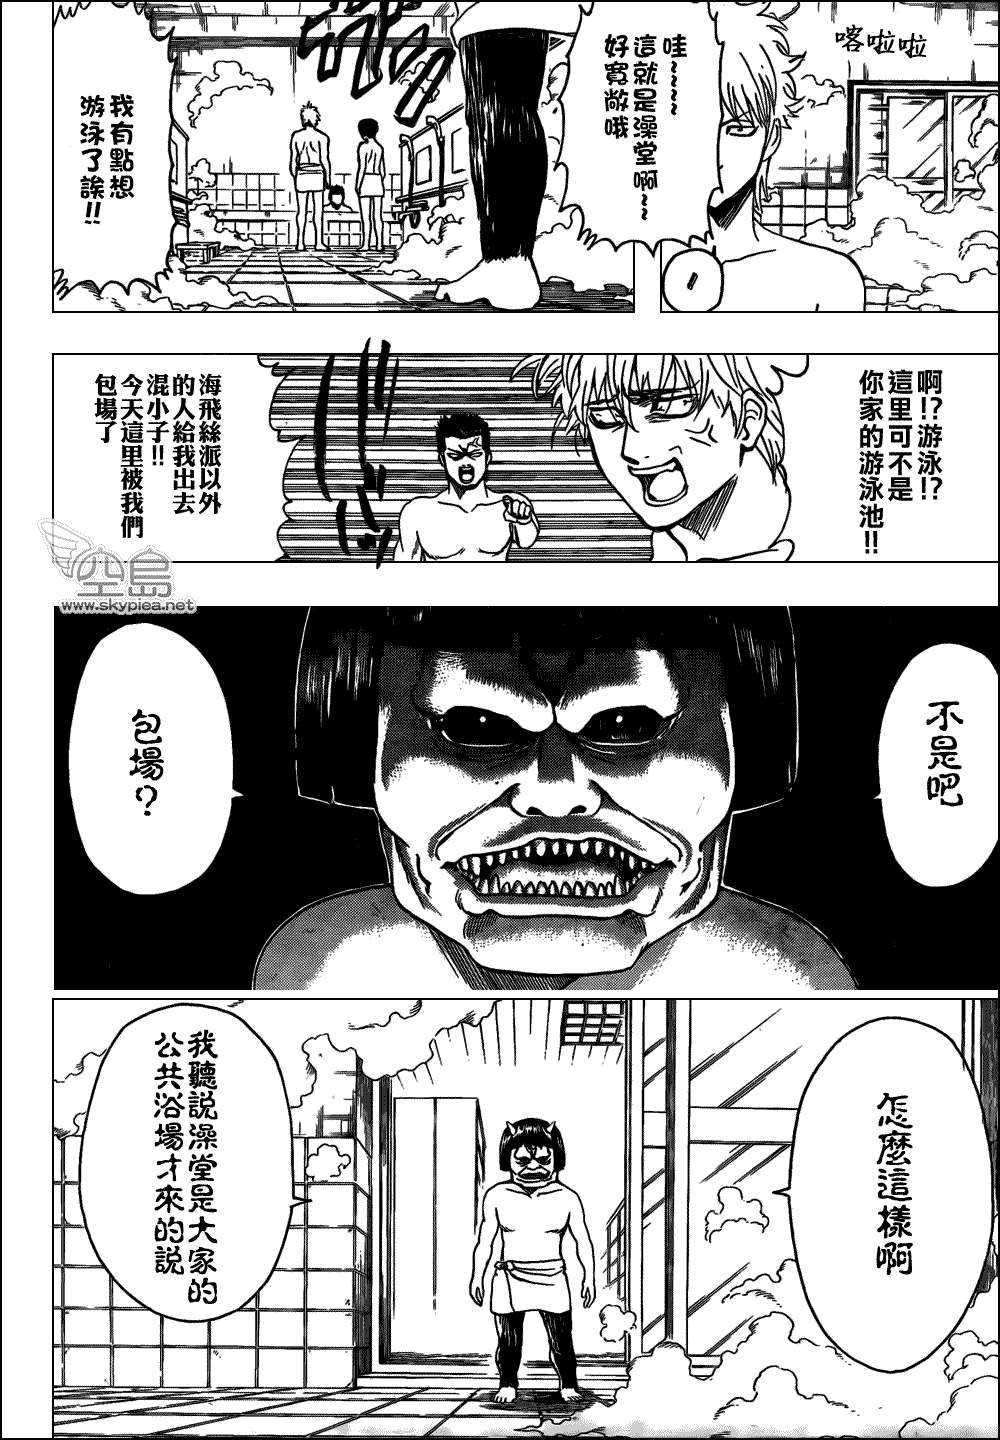 喀啦啦
哇~~~~
這就是澡堂啊~~
好寬敞哦
我有點想
游泳了誒!!
啊!?游泳!?
這里可不是
你家的游泳池!!
海飛絲派以外
的人給我出去
混小子!!
今天這里被我們
包場了
空島
www.skypiea.net
不是吧
包場？
怎麼這樣啊
我聽說澡堂是大家的
公共浴場才來的說